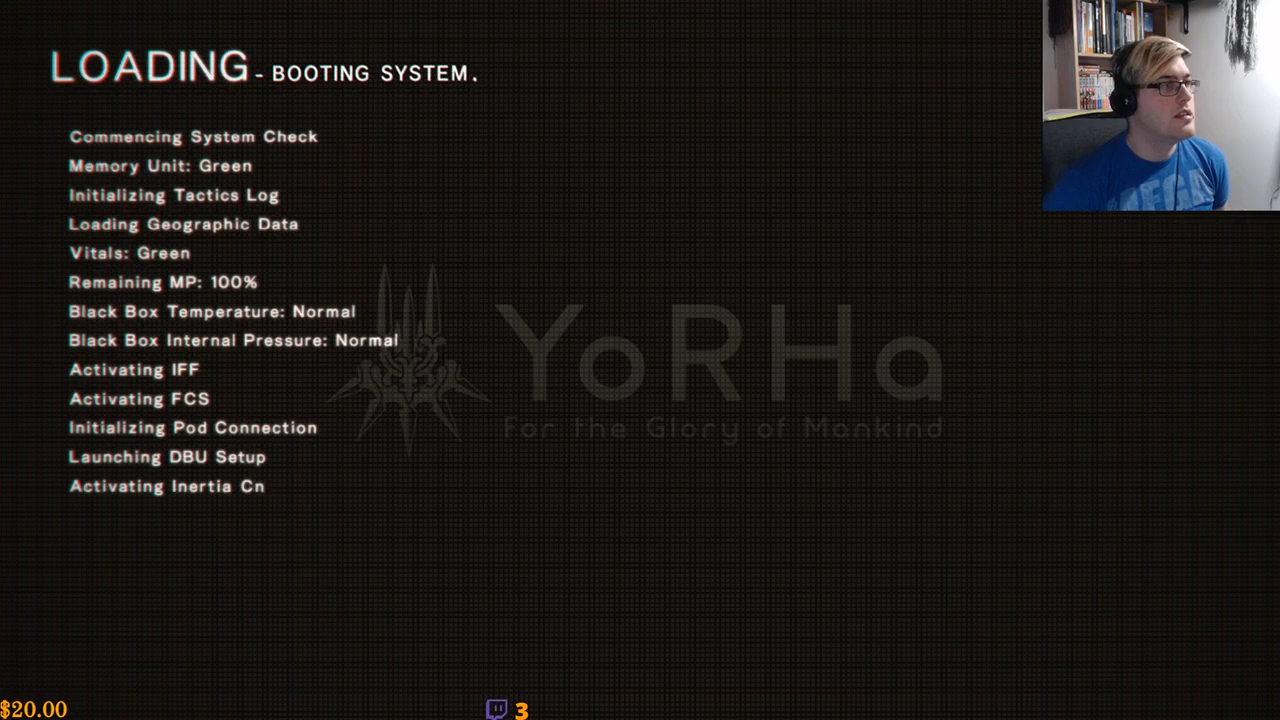 LOADING - BOOTING SYSTEM.
Commencing System Check
Memory Unit: Green
Initializing Tactics Log
Loading Geographic Data
Vitals: Green
Remaining MP: 100%
Black Box Temperature: Normal
Black Box Internal Pressure: Normal
Activating IFF
Activating FCS
Initializing Pod Connection
Launching DBU Setup
Activating Inertia Cn
YoRHa
For the Glory of Mankind
$20.00
3